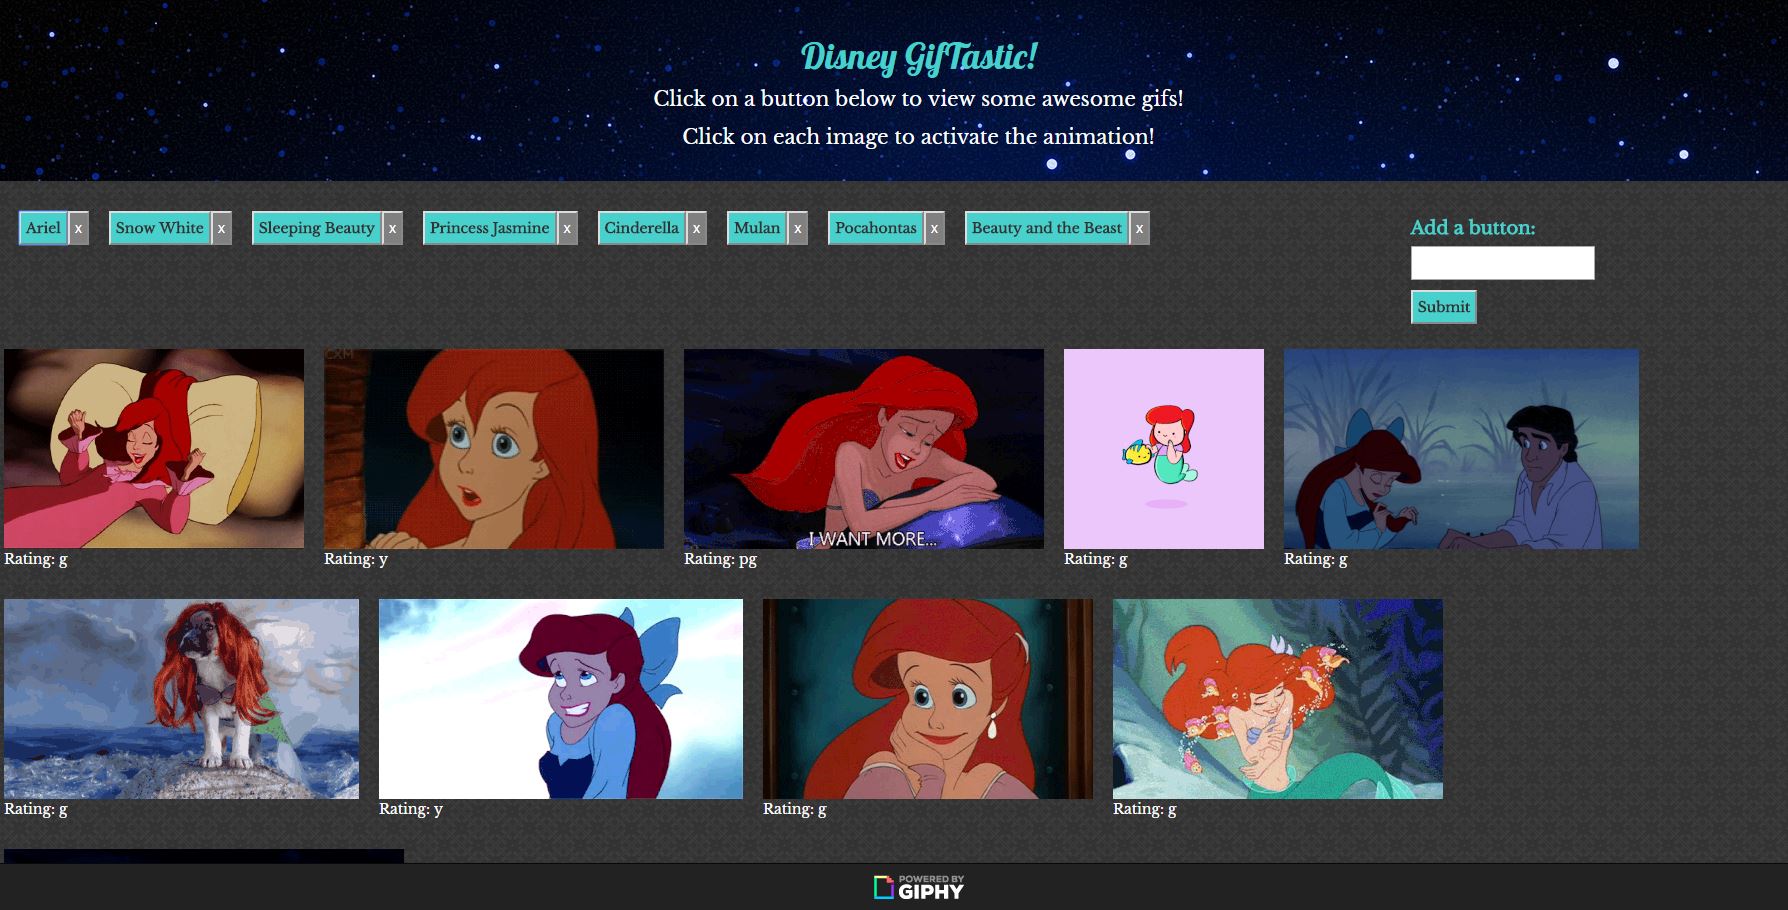 Disney GifTastic!
Click on a button below to view some awesome gifs!
Click on each image to activate the animation!
Ariel x Snow White x Sleeping Beauty x Princess Jasmine x Cinderella x Mulan x Pocahontas x Beauty and the Beast x
Add a button:
Submit
CXM
I WANT MORE...
Rating: g
Rating: y
Rating: pg
Rating: g
Rating: g
Rating: g
Rating: y
Rating: g
Rating: g
POWERED BY
GIPHY